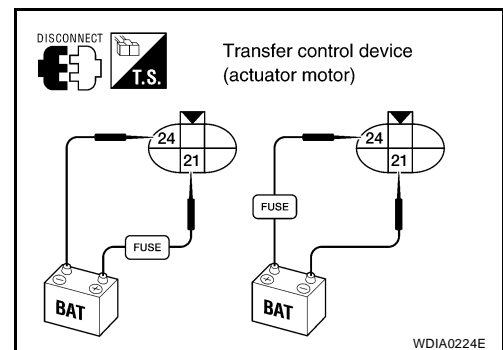 DISCONNECT
T.S.
Transfer control device
(actuator motor)
24
21
24
21
FUSE
FUSE
− +
− +
BAT
BAT
WDIA0224E